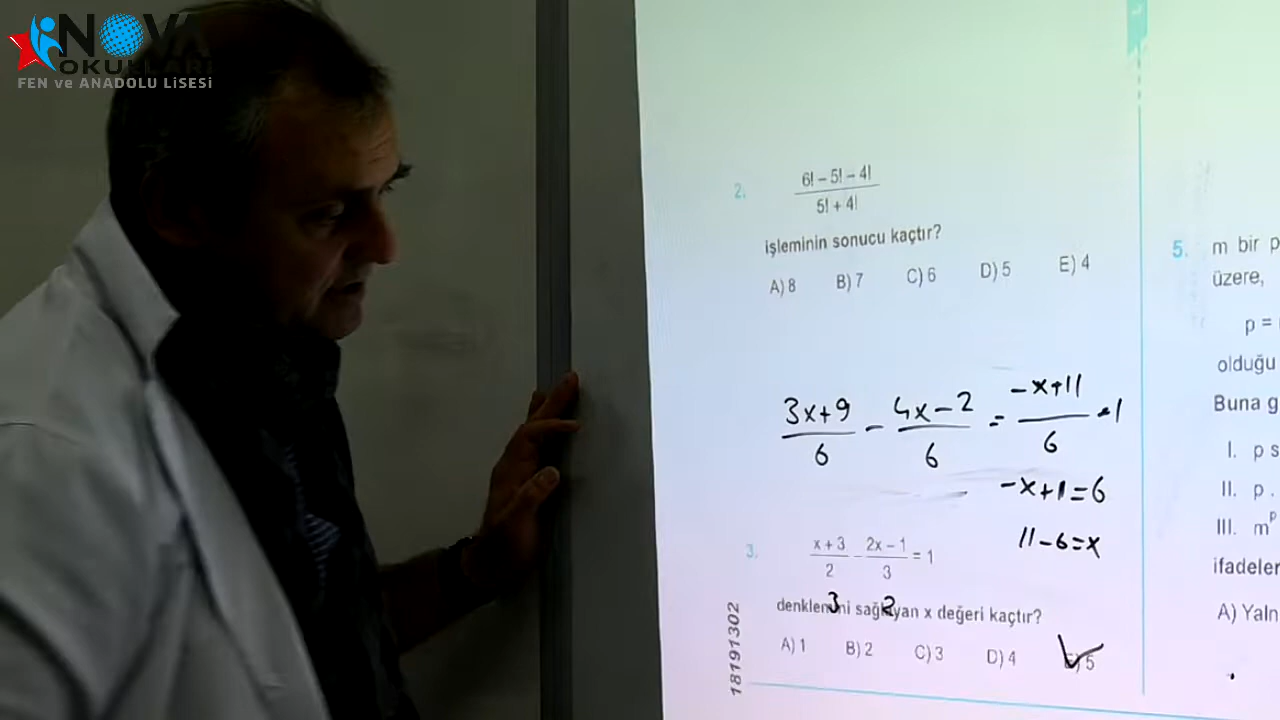 NOVA
OKULLARI
FEN ve ANADOLU LİSESİ
2.
6! – 5! – 4!
5! + 4!
işleminin sonucu kaçtır?
A) 8 B) 7 C) 6 D) 5 E) 4
3x+9 / 6 - 4x-2 / 6 = -x+11 / 6 = 1
-x+1=6
11-6=x
3.
x + 3 / 2 - 2x – 1 / 3 = 1
3 2
denklemini sağlayan x değeri kaçtır?
A) 1 B) 2 C) 3 D) 4 E) 5
18191302
5. m bir p
üzere,
p =
olduğu
Buna g
I. p s
II. p .
III. m^p
ifadeler
A) Yaln